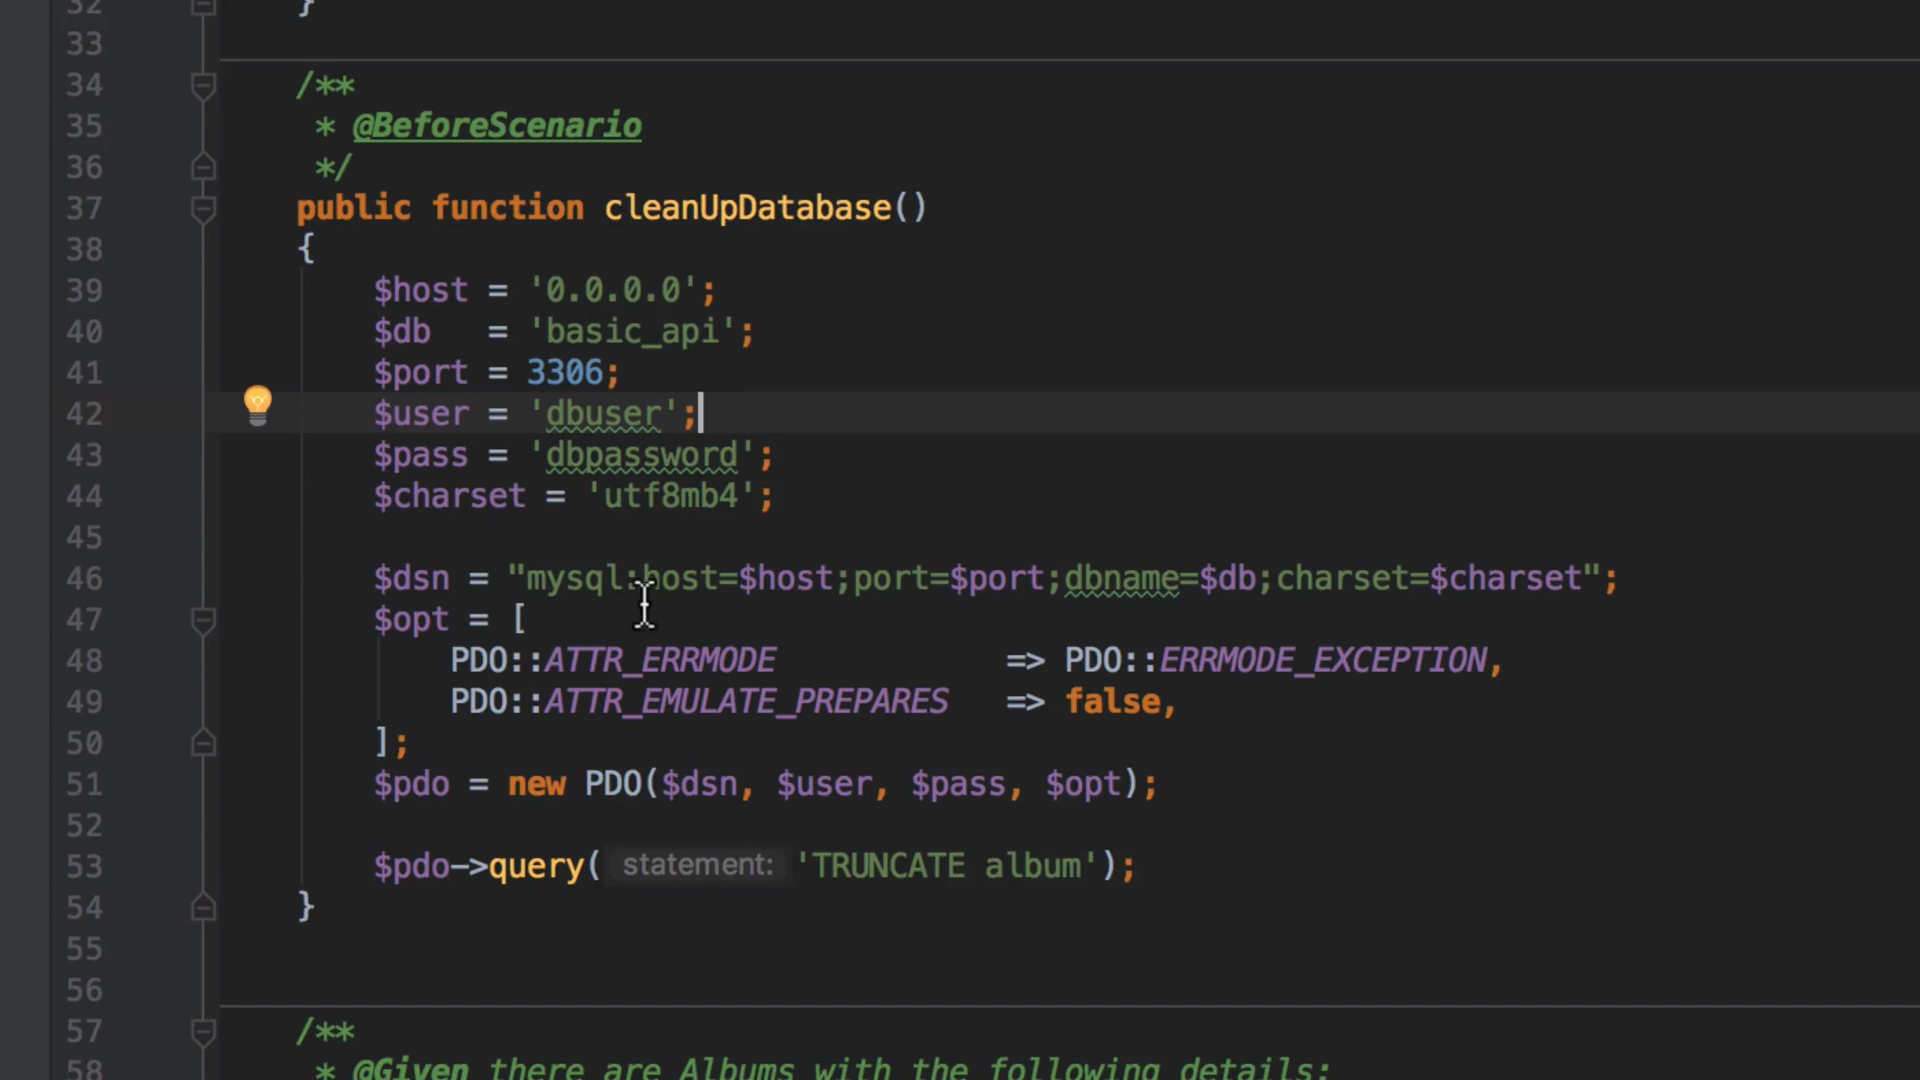 32 }
33
34 /**
35 * @BeforeScenario
36 */
37 public function cleanUpDatabase()
38 {
39 $host = '0.0.0.0';
40 $db   = 'basic_api';
41 $port = 3306;
42 $user = 'dbuser';
43 $pass = 'dbpassword';
44 $charset = 'utf8mb4';
45
46 $dsn = "mysql:host=$host;port=$port;dbname=$db;charset=$charset";
47 $opt = [
48 PDO::ATTR_ERRMODE            => PDO::ERRMODE_EXCEPTION,
49 PDO::ATTR_EMULATE_PREPARES   => false,
50 ];
51 $pdo = new PDO($dsn, $user, $pass, $opt);
52
53 $pdo->query( statement: 'TRUNCATE album');
54 }
55
56
57 /**
58 * @Given there are Albums with the following details: